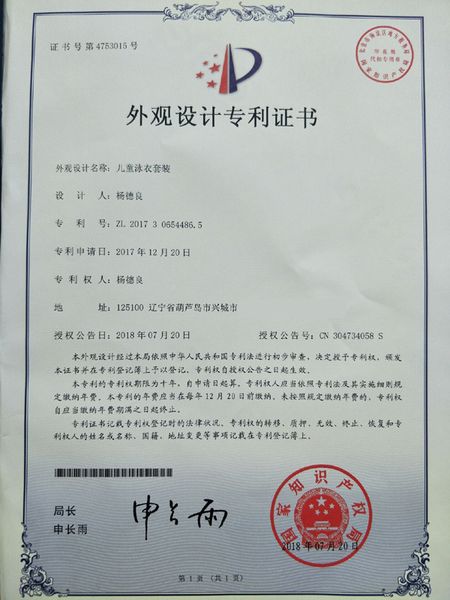 证书号第4753015号
外观设计专利证书
外观设计名称：儿童泳衣套装
设 计 人：杨德良
专 利 号：ZL 2017 3 0654486.5
专利申请日：2017年12月20日
专 利 权 人：杨德良
地 址：125100 辽宁省葫芦岛市兴城市
授权公告日：2018年07月20日 授权公告号：CN 304734058 S
本外观设计经过本局依照中华人民共和国专利法进行初步审查，决定授予专利权，颁发
本证书并在专利登记簿上予以登记，专利权自授权公告之日起生效。
本专利的专利权期限为十年，自申请日起算。专利权人应当依照专利法及其实施细则规
定缴纳年费。本专利的年费应当在每年12月20日前缴纳。未按照规定缴纳年费的，专利权
自应当缴纳年费期满之日起终止。
专利证书记载专利权登记时的法律状况。专利权的转移、质押、无效、终止、恢复和专
利权人的姓名或名称、国籍、地址变更等事项记载在专利登记簿上。
局长
申长雨
申长雨
国家知识产权局
2018年07月20日
第1页（共1页）